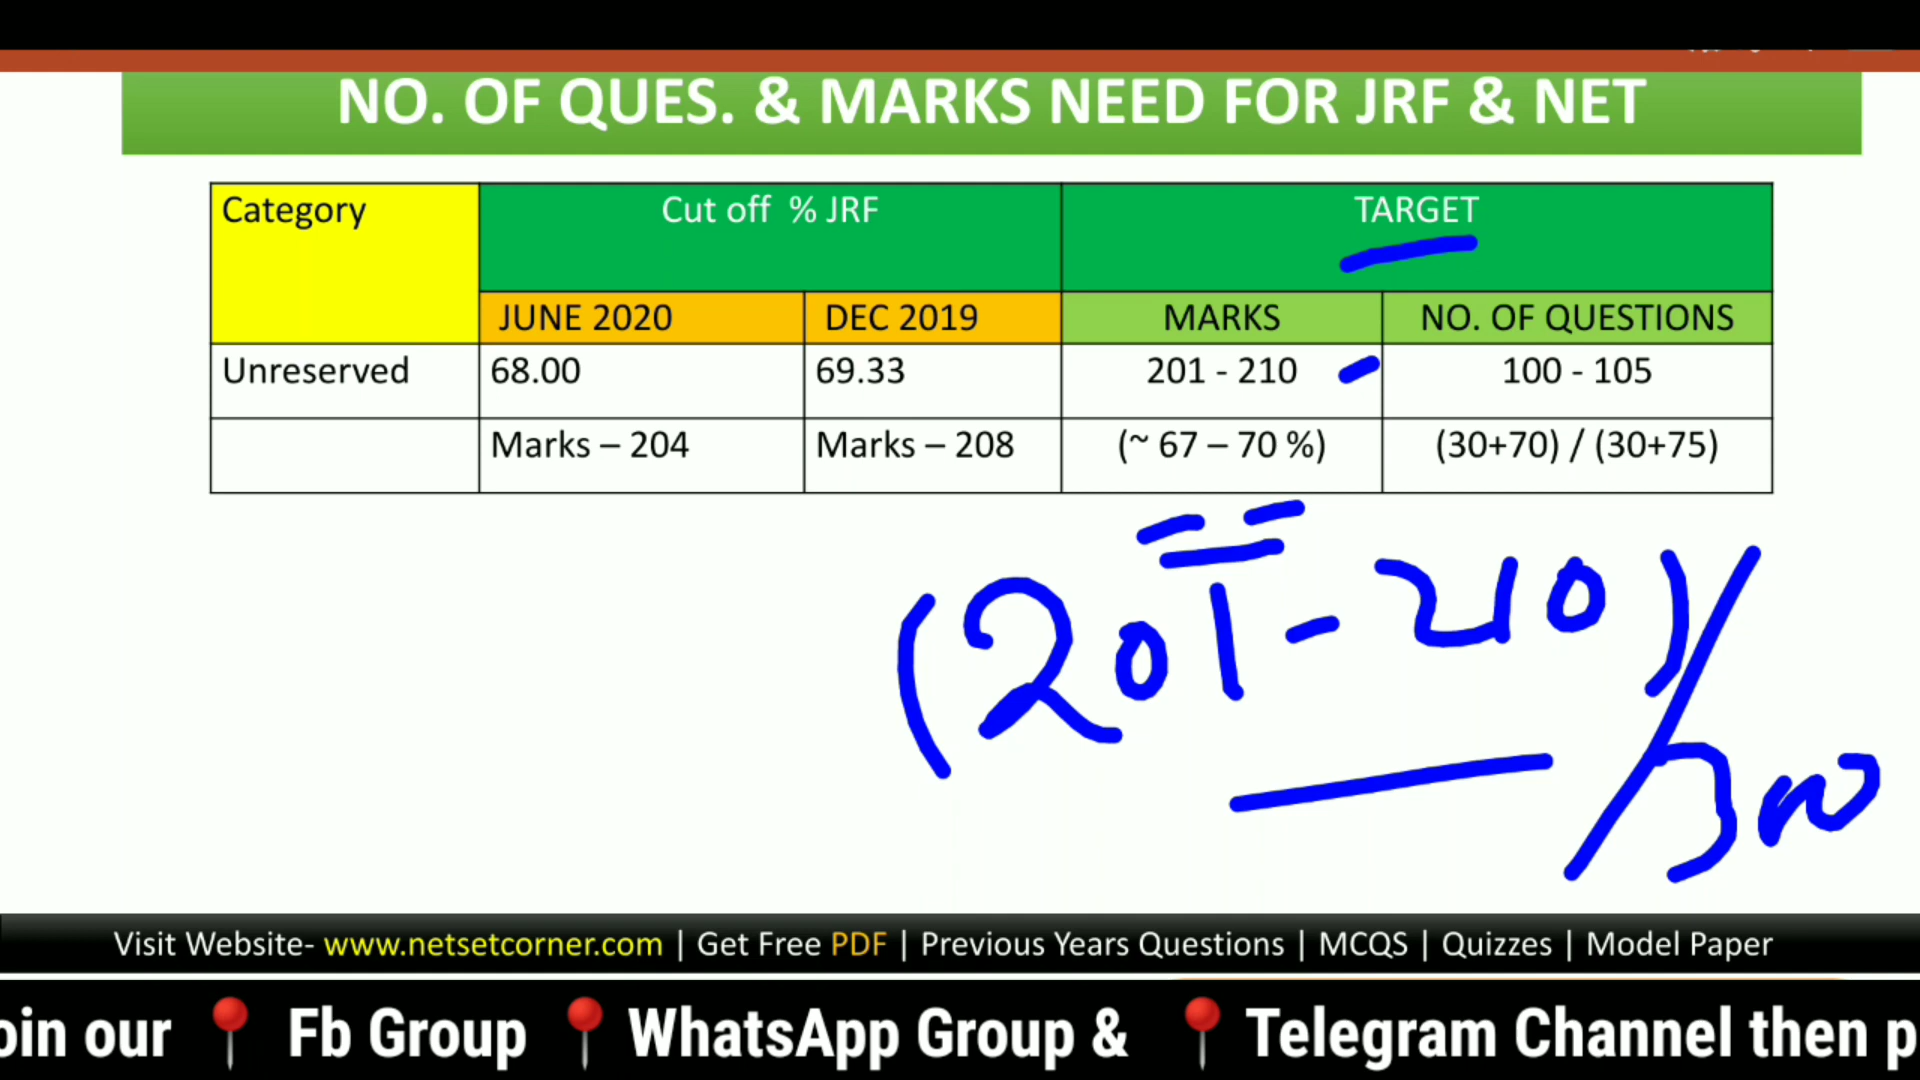 NO. OF QUES. & MARKS NEED FOR JRF & NET
Category
Cut off % JRF
TARGET
JUNE 2020
DEC 2019
MARKS
NO. OF QUESTIONS
Unreserved
68.00
69.33
201 - 210
100 - 105
Marks – 204
Marks – 208
(~ 67 – 70 %)
(30+70) / (30+75)
(201 - 210) / 300
Visit Website- www.netsetcorner.com | Get Free PDF | Previous Years Questions | MCQS | Quizzes | Model Paper
oin our 📍 Fb Group 📍 WhatsApp Group & 📍 Telegram Channel then p